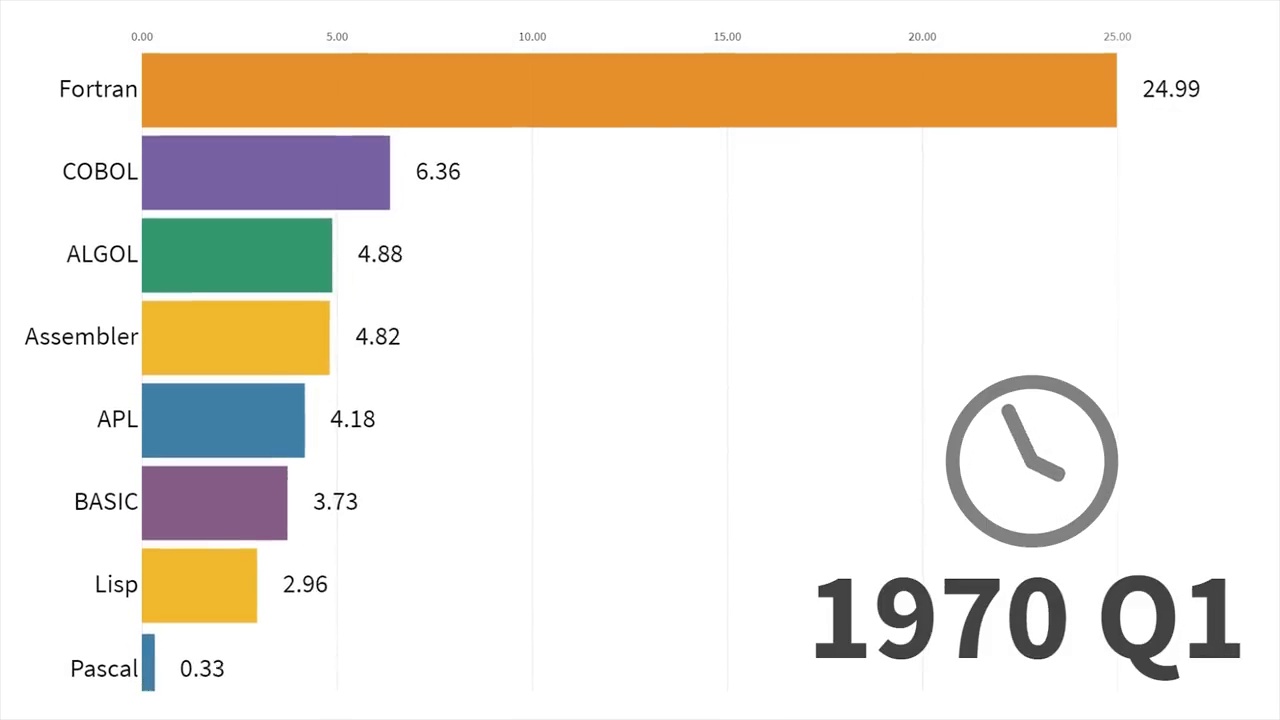 0.00 5.00 10.00 15.00 20.00 25.00
Fortran 24.99
COBOL 6.36
ALGOL 4.88
Assembler 4.82
APL 4.18
BASIC 3.73
Lisp 2.96
Pascal 0.33
1970 Q1